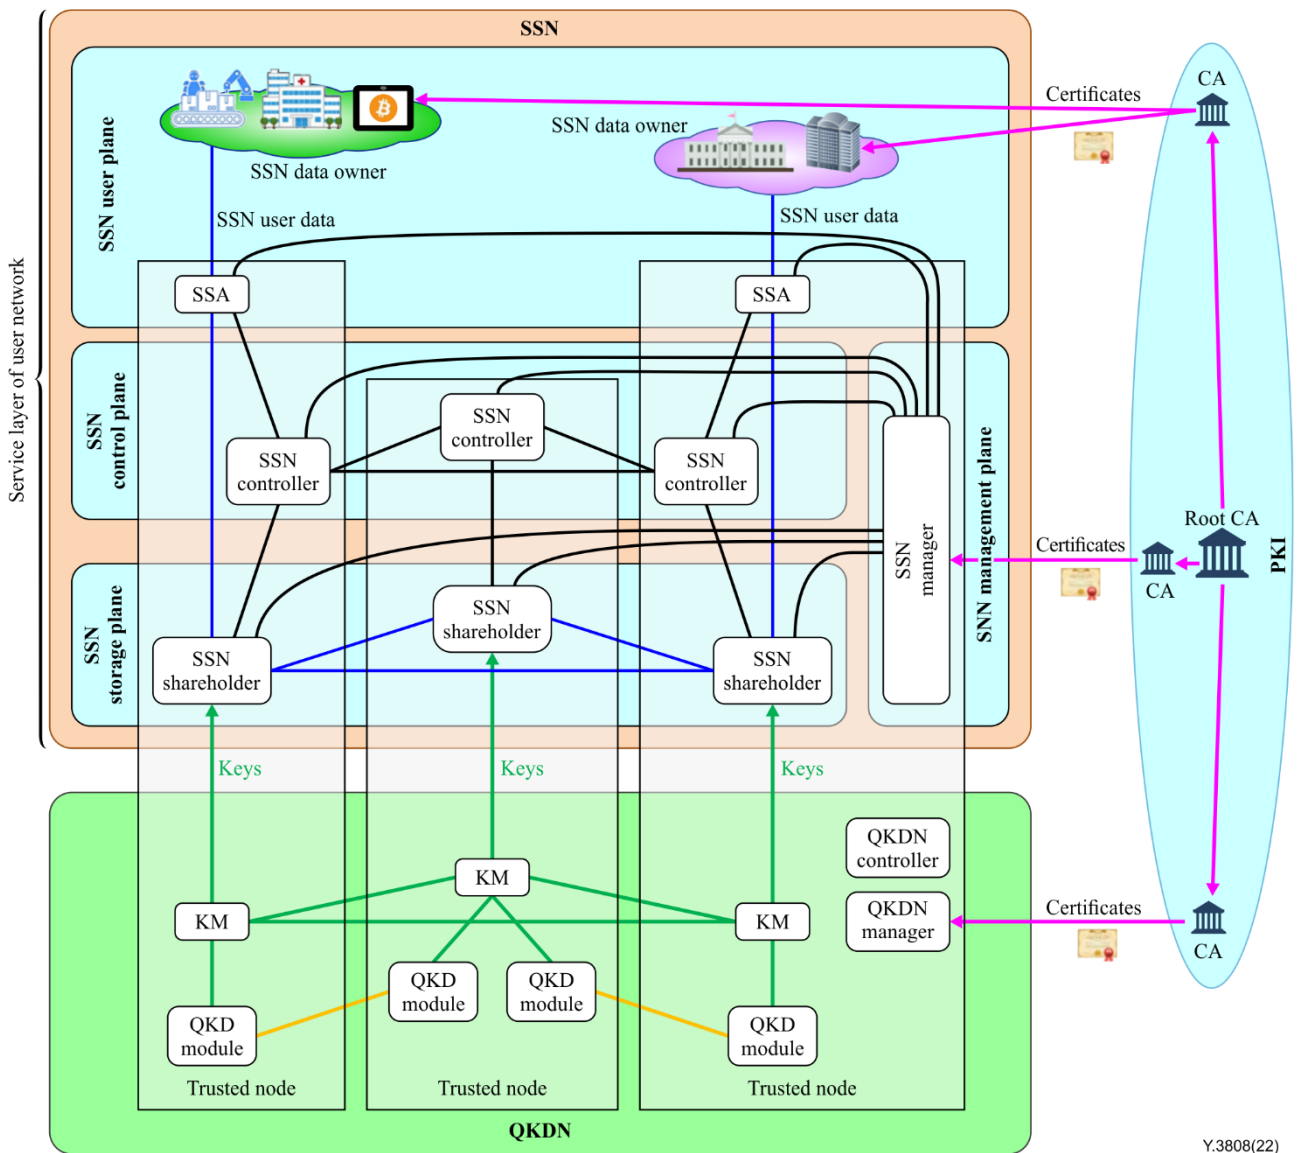 SSN
Service layer of user network
SSN user plane
SSN data owner
SSN user data
SSN data owner
SSN user data
Certificates
CA
SSA
SSA
SSN
control plane
SSN
controller
SSN
controller
SSN
controller
SSN
manager
SNN management plane
Certificates
Root CA
CA
PKI
SSN
storage plane
SSN
shareholder
SSN
shareholder
SSN
shareholder
Keys
Keys
Keys
KM
KM
KM
QKDN
controller
QKDN
manager
Certificates
CA
QKD
module
QKD
module
QKD
module
QKD
module
Trusted node
Trusted node
Trusted node
QKDN
Y.3808(22)